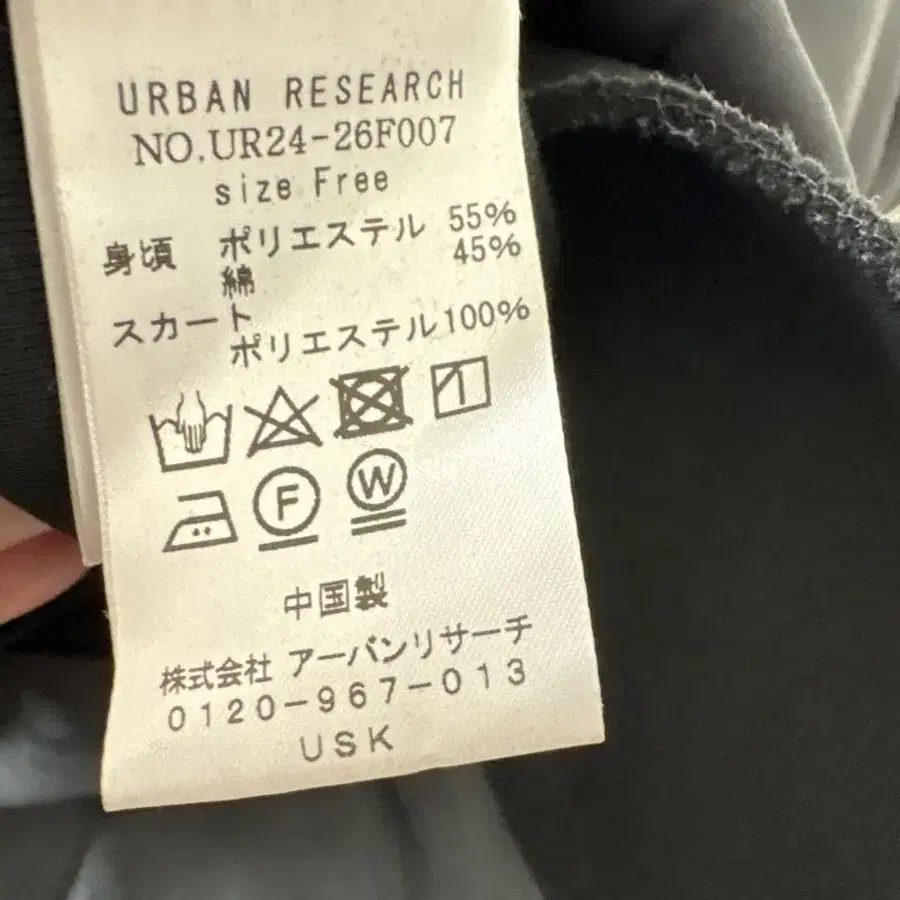 URBAN RESEARCH
NO.UR24-26F007
size Free
身頃 ポリエステル 55%
綿 45%
スカート
ポリエステル100%
F W
中国製
株式会社 アーバンリサーチ
0120-967-013
USK